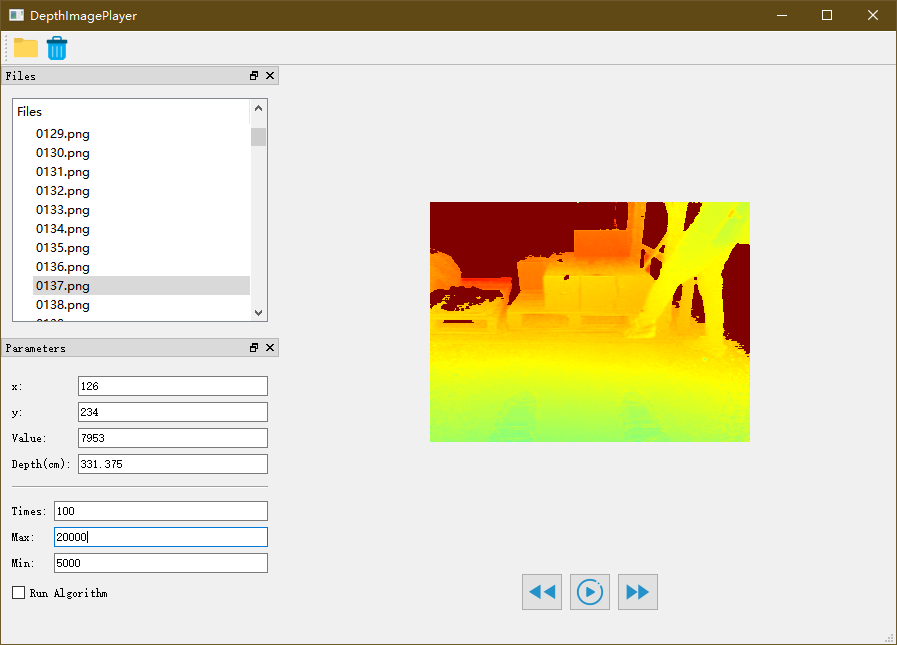 DepthImagePlayer
Files
Files
0129.png
0130.png
0131.png
0132.png
0133.png
0134.png
0135.png
0136.png
0137.png
0138.png
Parameters
x: 126
y: 234
Value: 7953
Depth(cm): 331.375
Times: 100
Max: 20000
Min: 5000
Run Algorithm